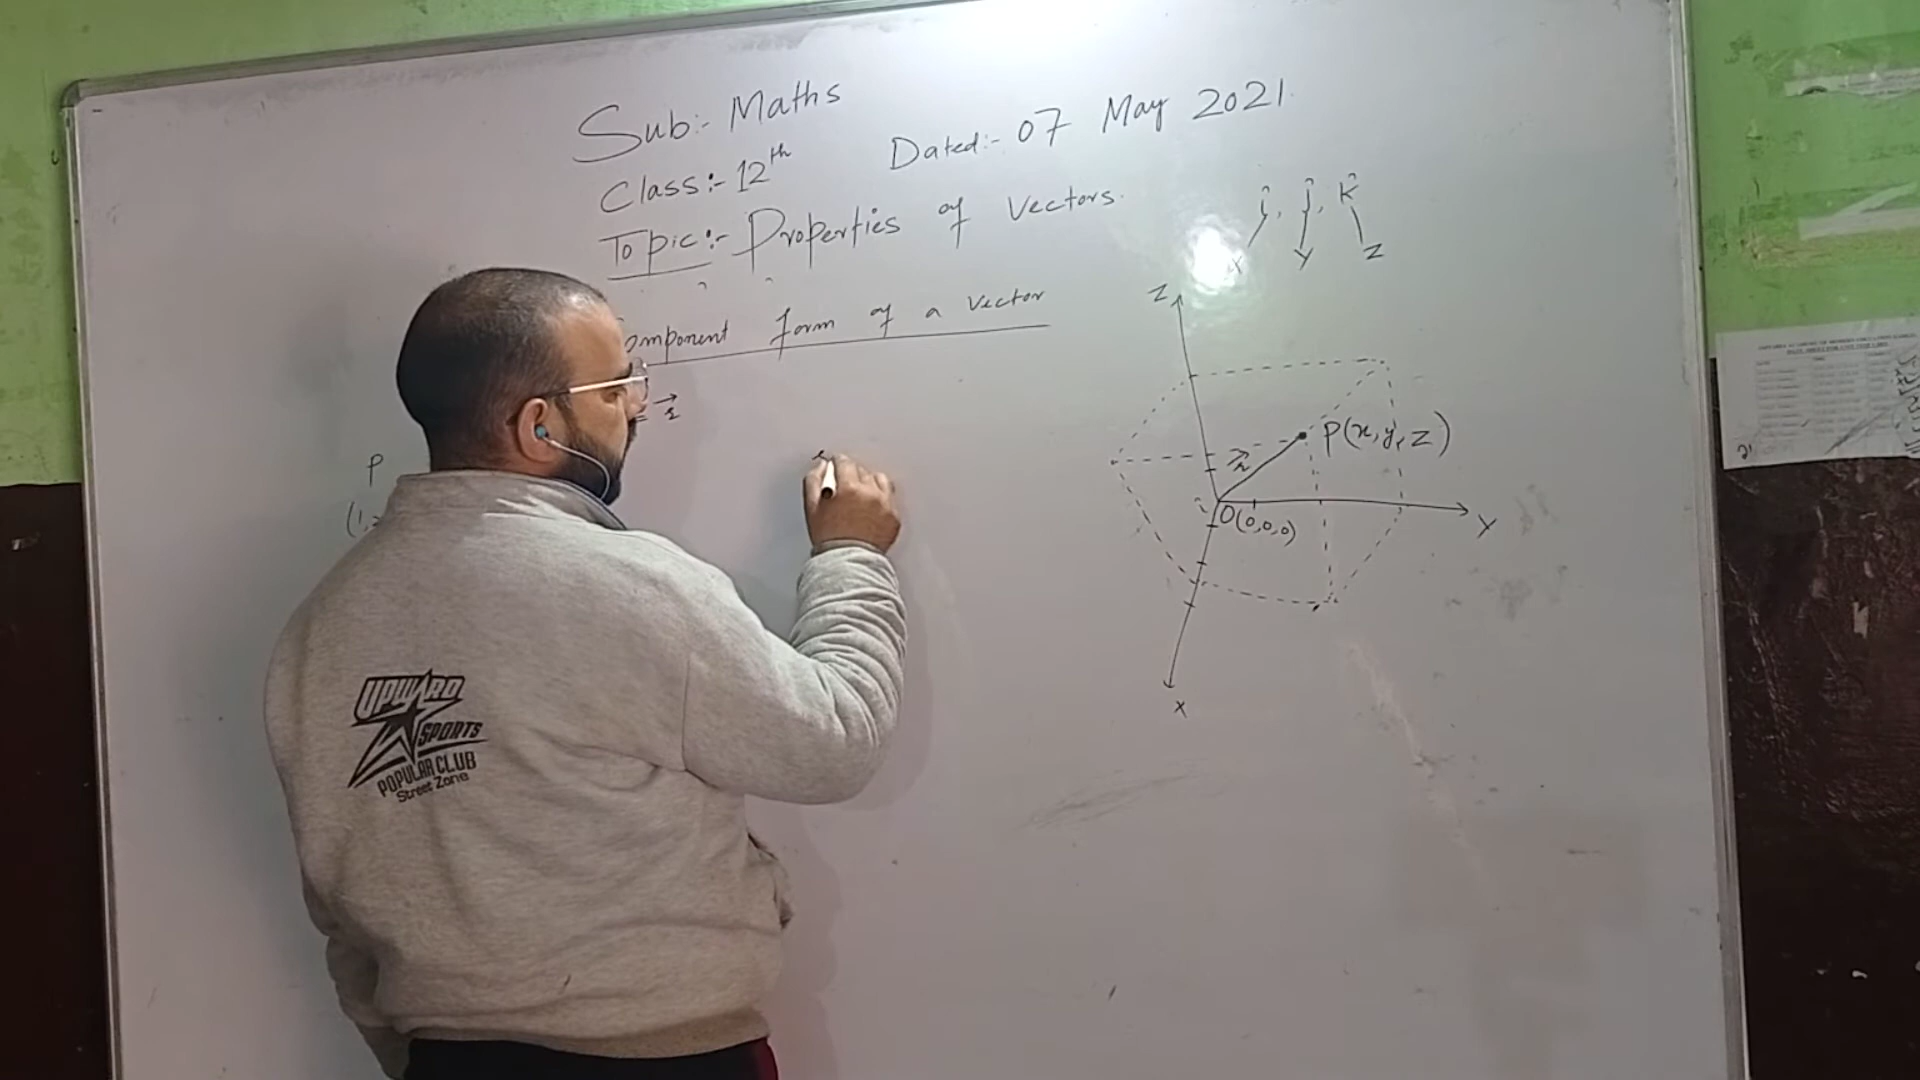 Sub:- Maths
Class:- 12th Dated:- 07 May 2021
Topic:- Properties of Vectors.
î, ĵ, k̂
X Y Z
omponent form of a Vector
= r⃗
P
(1,
Z
P(x, y, z)
r⃗
O(0,0,0)
Y
X
UPWARD
SPORTS
POPULAR CLUB
Street Zone